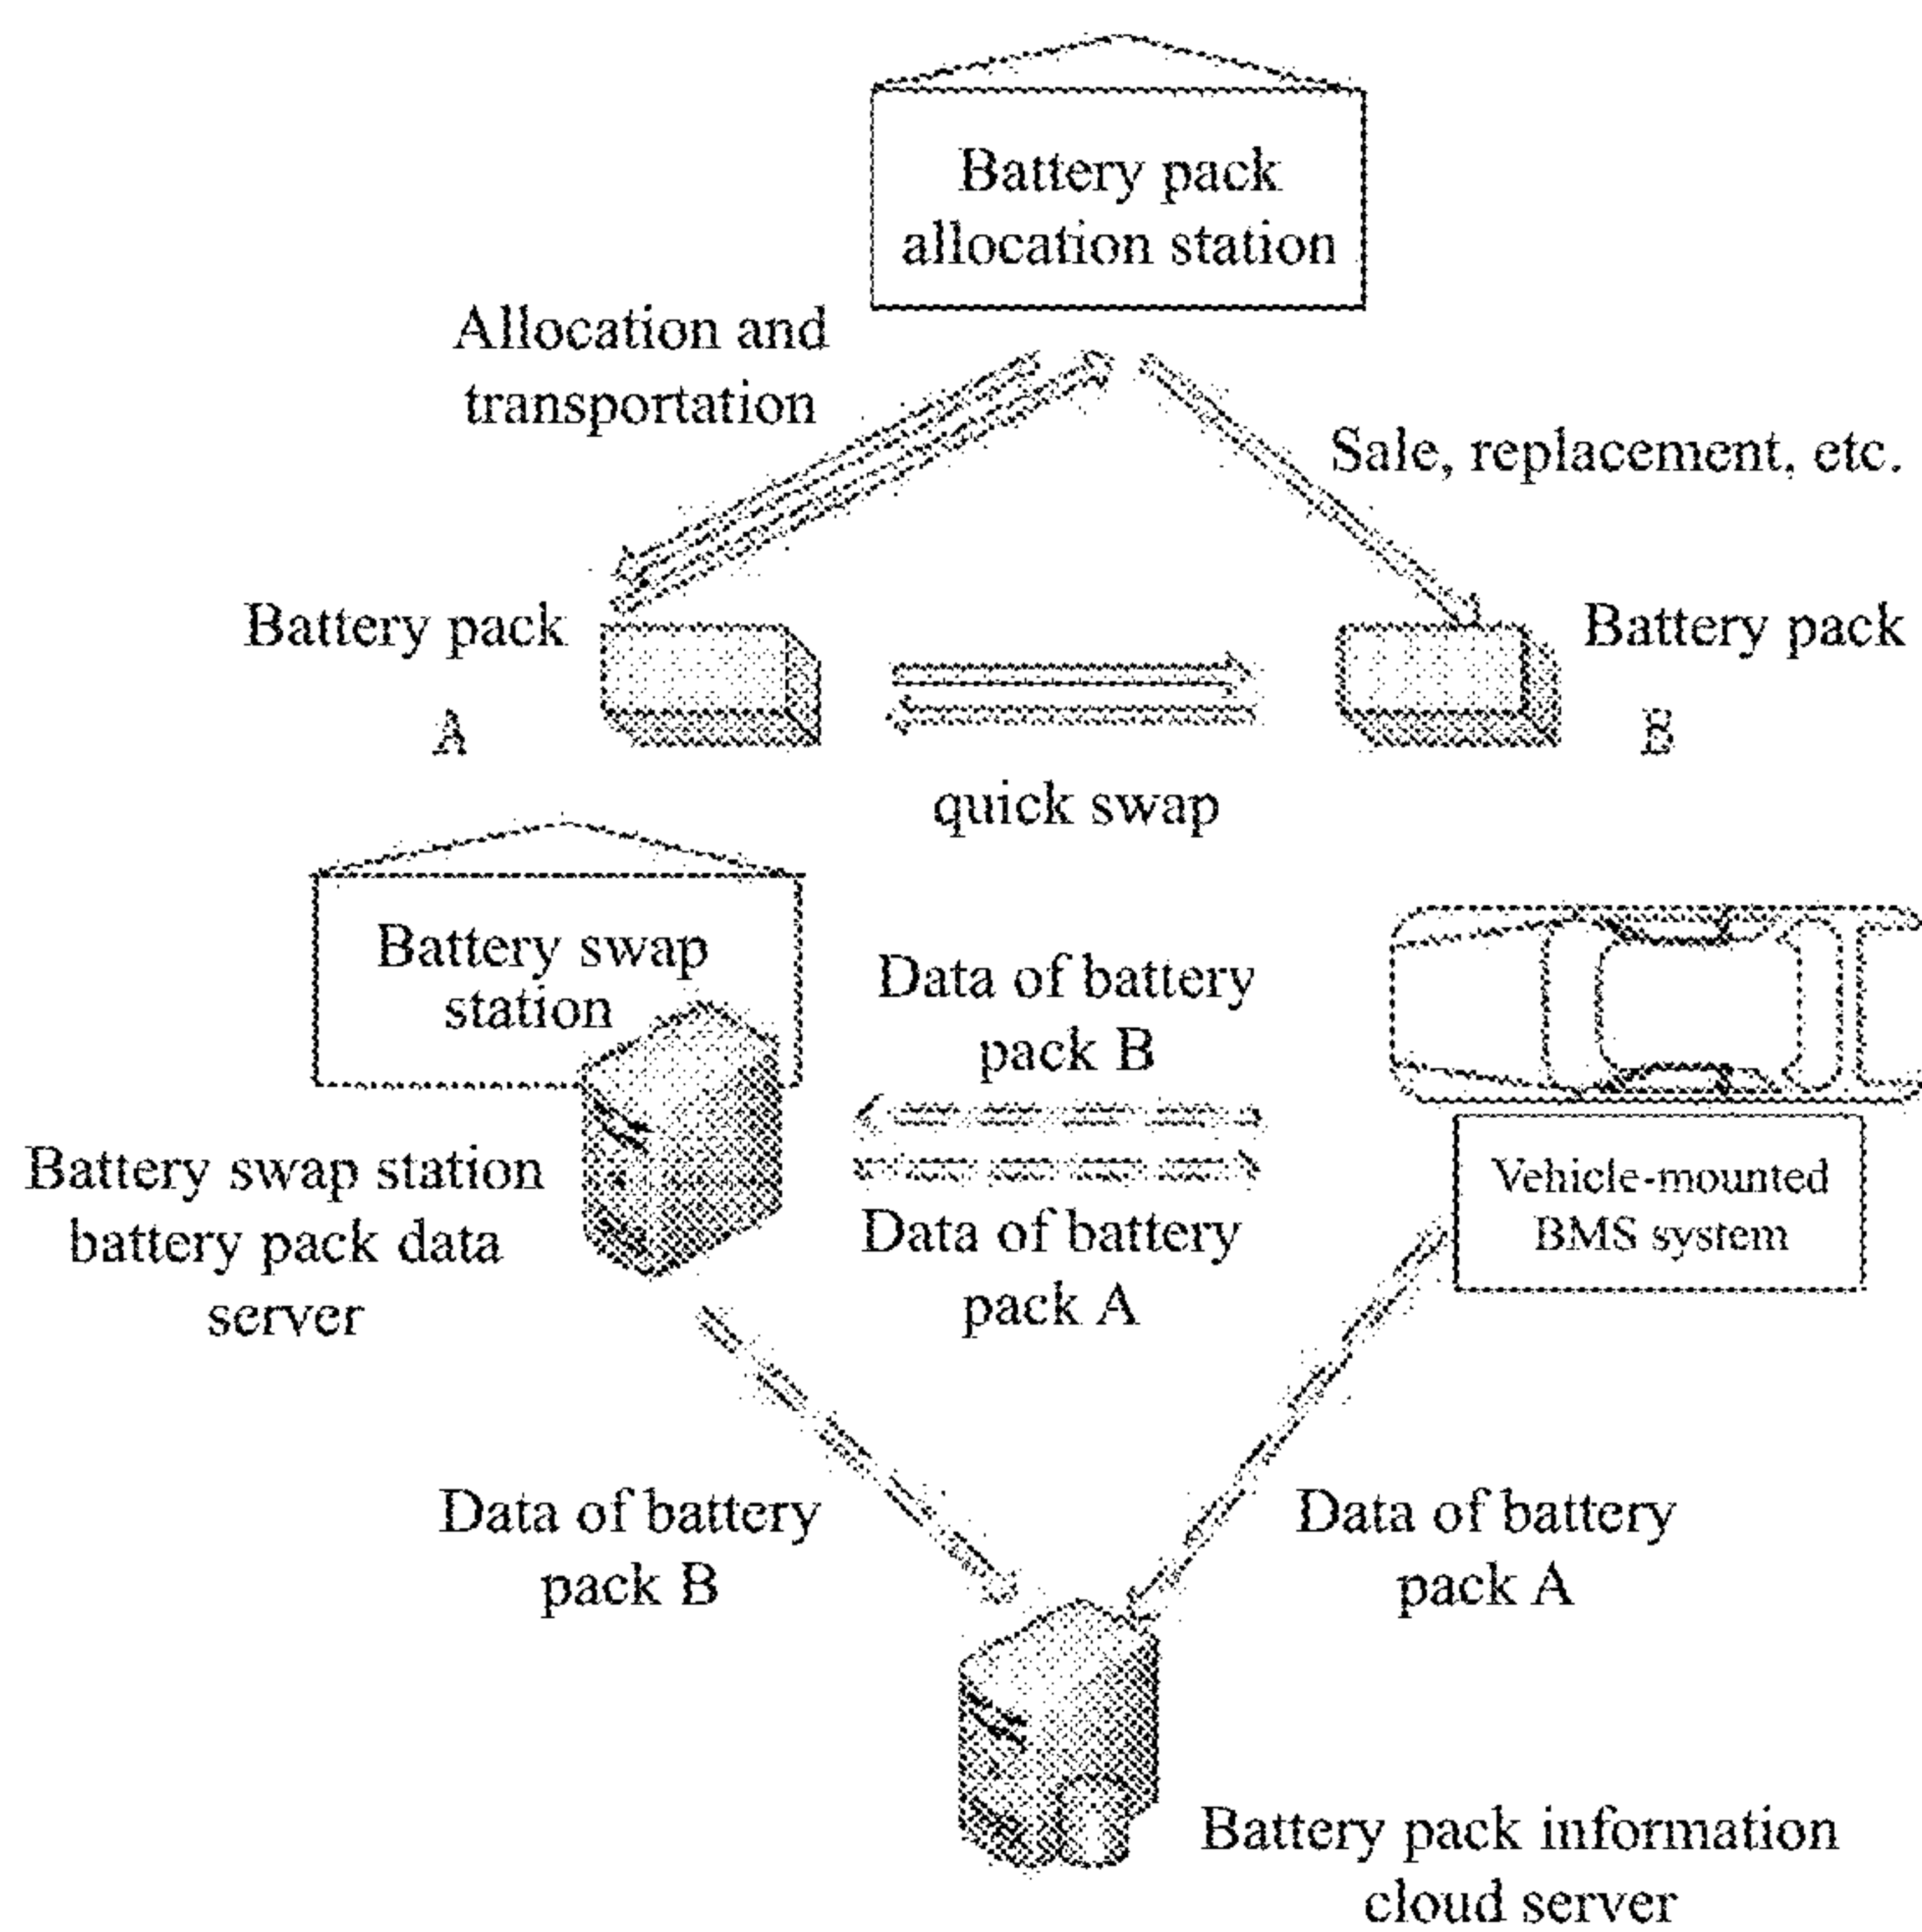 Battery pack
allocation station
Allocation and
transportation
Sale, replacement, etc.
Battery pack
A
Battery pack
B
quick swap
Battery swap
station
Data of battery
pack B
Battery swap station
battery pack data
server
Data of battery
pack A
Vehicle-mounted
BMS system
Data of battery
pack B
Data of battery
pack A
Battery pack information
cloud server